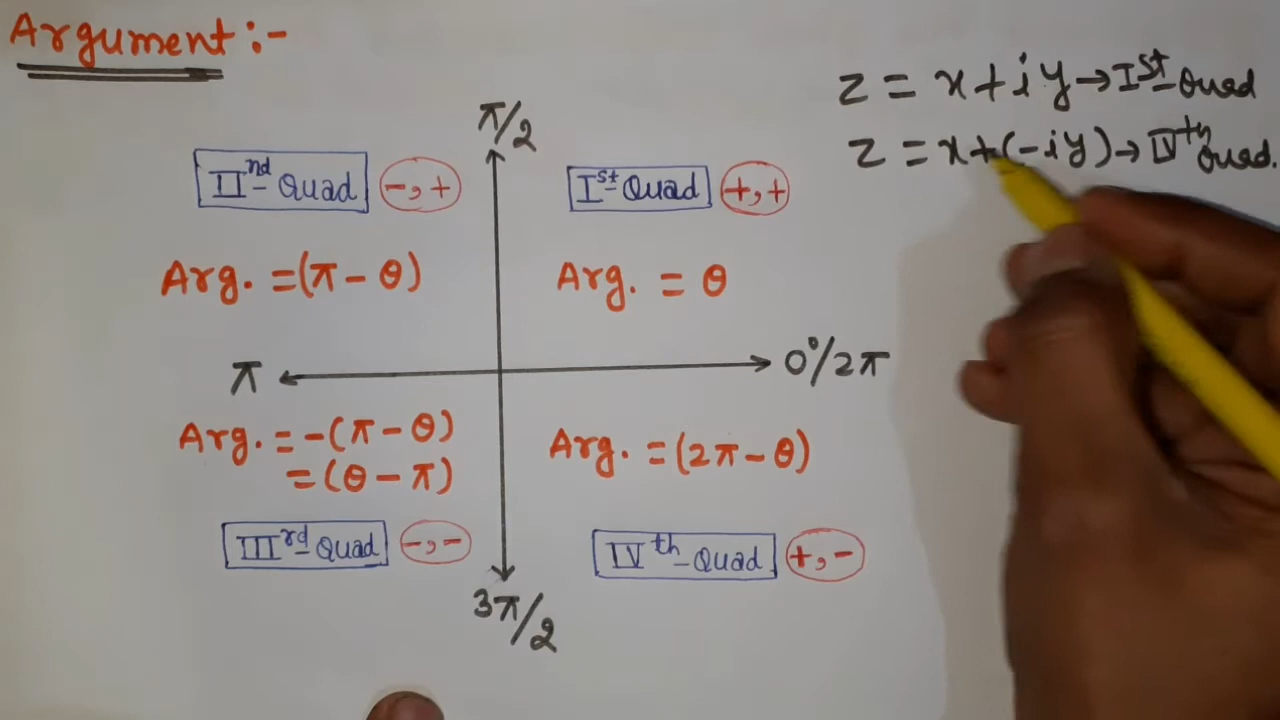 Argument:-
z = x+iy→Ist Quad
z = x+(-iy)→IVth Quad.
π/2
IInd Quad -,+
Ist Quad +,+
Arg. =(π-θ)
Arg. = θ
π
0°/2π
Arg. =-(π-θ)
=(θ-π)
Arg. =(2π-θ)
IIIrd Quad -,-
IVth Quad +,-
3π/2